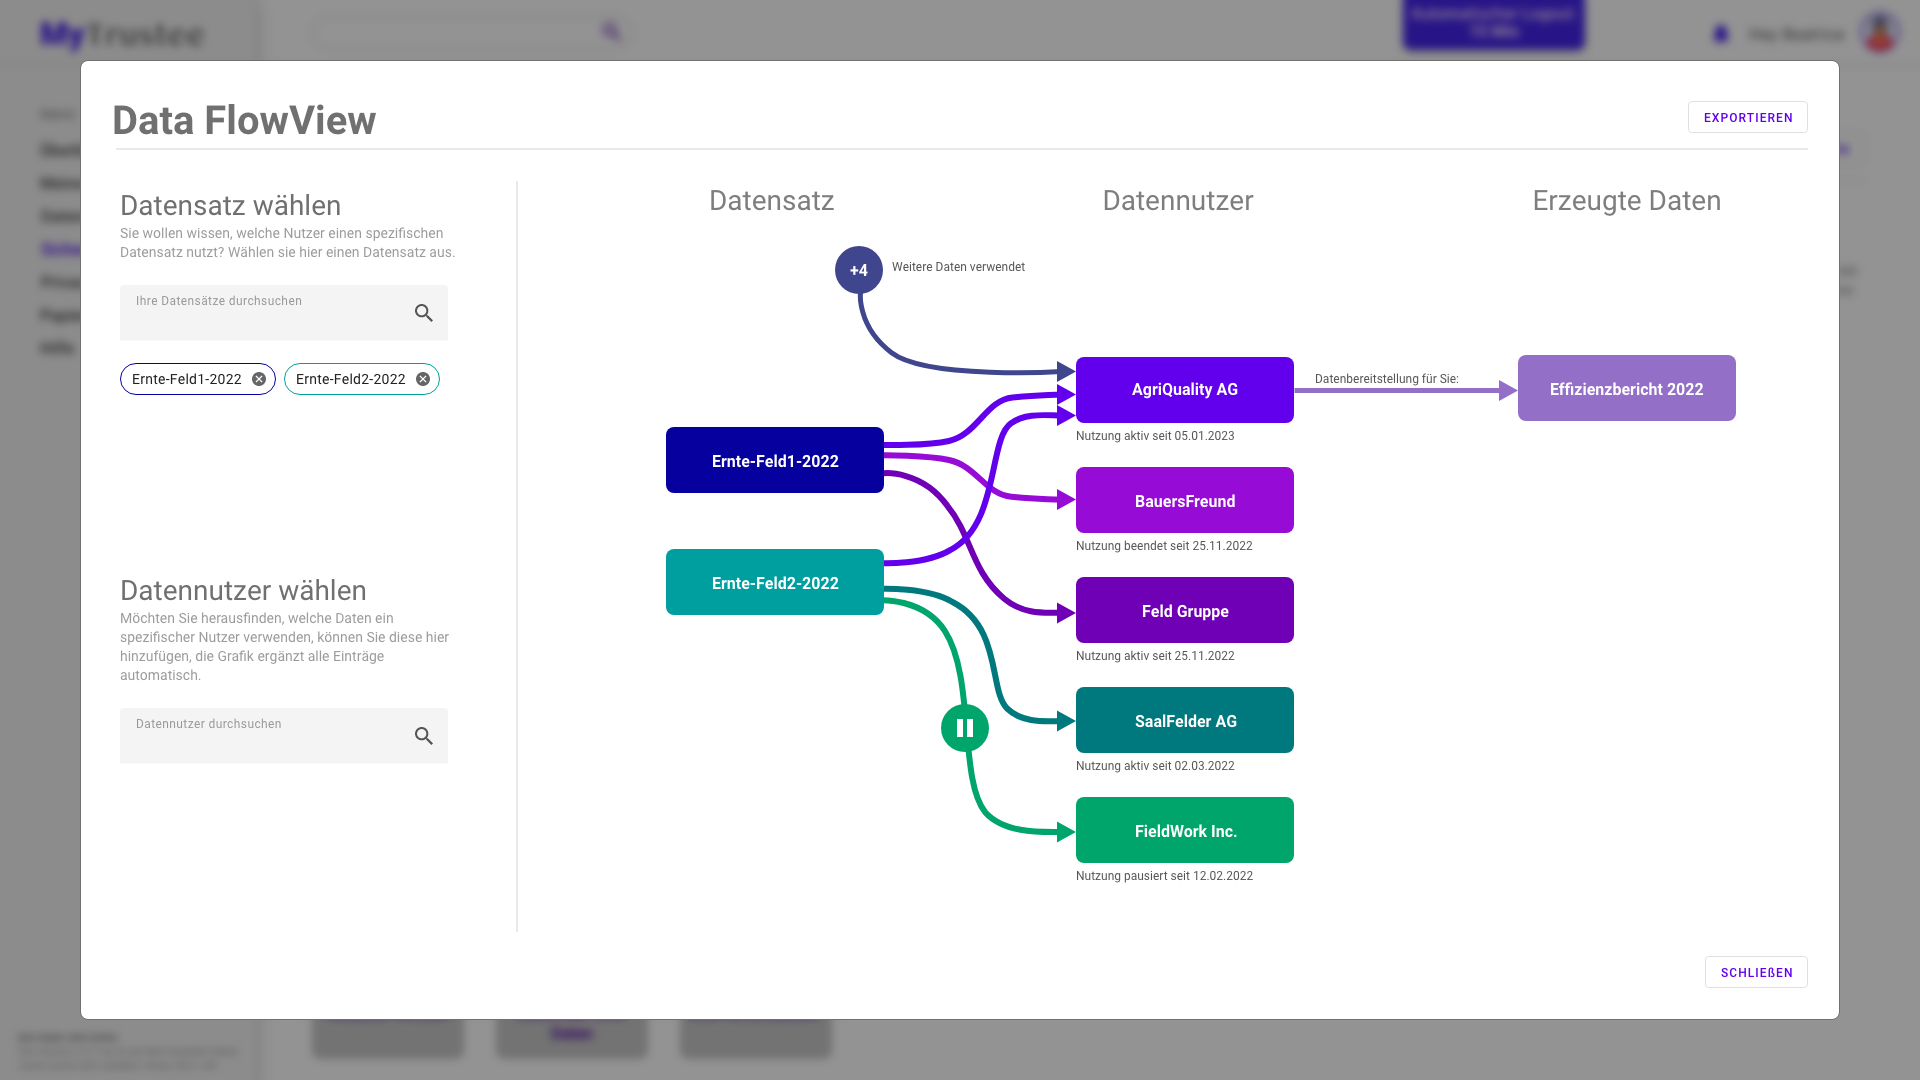 MyTrustee
Automatischer Logout
15 Min
Hey Beatrice
Data FlowView
EXPORTIEREN
Datensatz wählen
Sie wollen wissen, welche Nutzer einen spezifischen
Datensatz nutzt? Wählen sie hier einen Datensatz aus.
Ihre Datensätze durchsuchen
Ernte-Feld1-2022
Ernte-Feld2-2022
Datennutzer wählen
Möchten Sie herausfinden, welche Daten ein
spezifischer Nutzer verwenden, können Sie diese hier
hinzufügen, die Grafik ergänzt alle Einträge
automatisch.
Datennutzer durchsuchen
Datensatz
Datennutzer
Erzeugte Daten
+4
Weitere Daten verwendet
Ernte-Feld1-2022
Ernte-Feld2-2022
AgriQuality AG
Nutzung aktiv seit 05.01.2023
Datenbereitstellung für Sie:
Effizienzbericht 2022
BauersFreund
Nutzung beendet seit 25.11.2022
Feld Gruppe
Nutzung aktiv seit 25.11.2022
SaalFelder AG
Nutzung aktiv seit 02.03.2022
FieldWork Inc.
Nutzung pausiert seit 12.02.2022
SCHLIEßEN
Daten